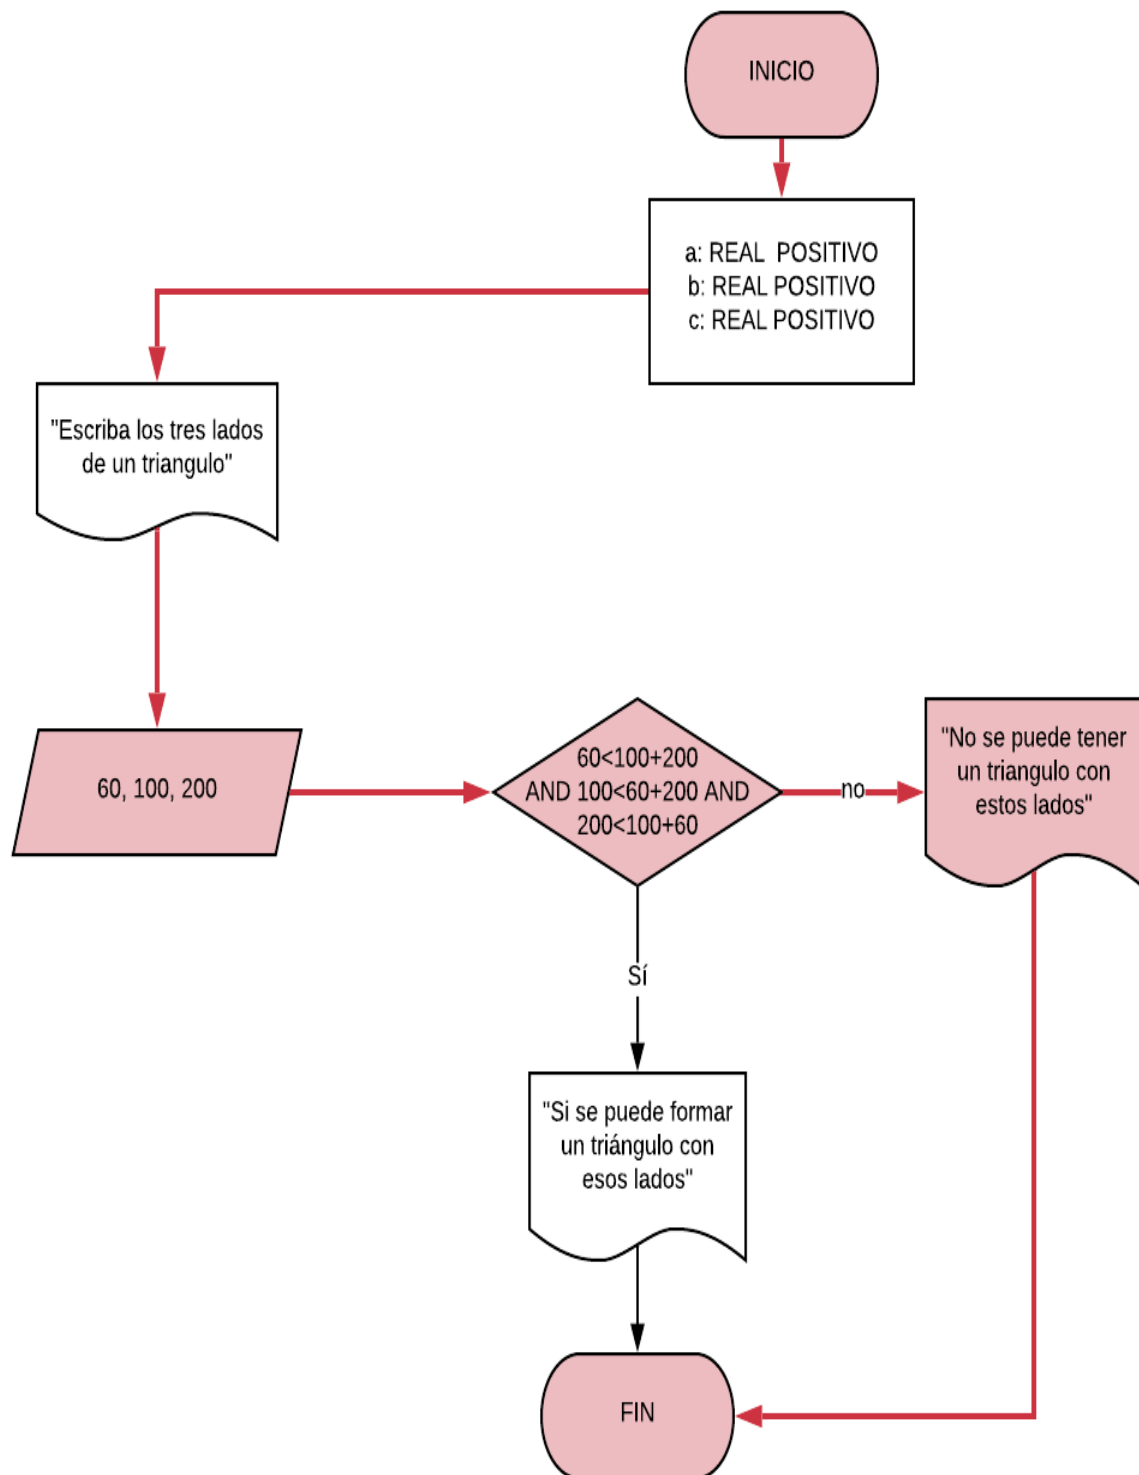 INICIO
a: REAL  POSITIVO
b: REAL POSITIVO
c: REAL POSITIVO
"Escriba los tres lados
de un triangulo"
60, 100, 200
60<100+200
AND 100<60+200 AND
200<100+60
no
"No se puede tener
un triangulo con
estos lados"
Sí
"Si se puede formar
un triángulo con
esos lados"
FIN